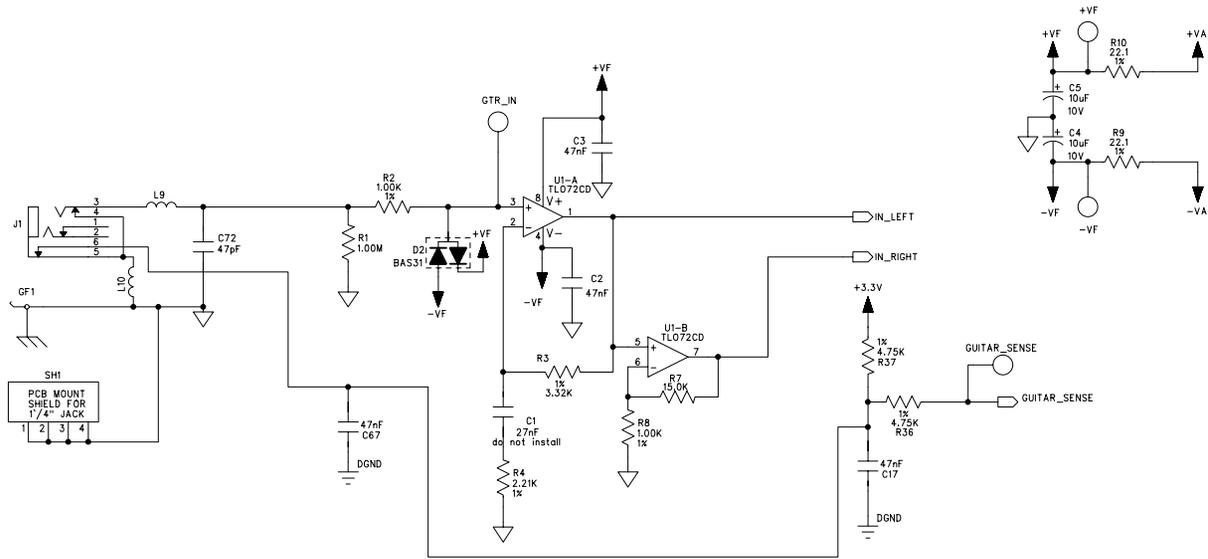 +VF
+VF
+VA
R10
22.1
1%
C5
10uF
10V
C4
10uF
10V
R9
22.1
1%
-VF
-VF
-VA
+VF
GTR_IN
C3
47nF
U1-A
TL072CD
8
V+
3
+
1
2
-
4
V-
L9
R2
1.00K
1%
J1
3
4
1
2
6
5
C72
47pF
R1
1.00M
D2
BAS31
+VF
-VF
-VF
C2
47nF
IN_LEFT
IN_RIGHT
L10
GF1
SH1
PCB MOUNT
SHIELD FOR
1/4" JACK
1 2 3 4
47nF
C67
DGND
R3
1%
3.32K
C1
27nF
do not install
R4
2.21K
1%
U1-B
TL072CD
5
+
7
6
-
R7
15.0K
R8
1.00K
1%
+3.3V
1%
4.75K
R37
GUITAR_SENSE
GUITAR_SENSE
1%
4.75K
R36
47nF
C17
DGND